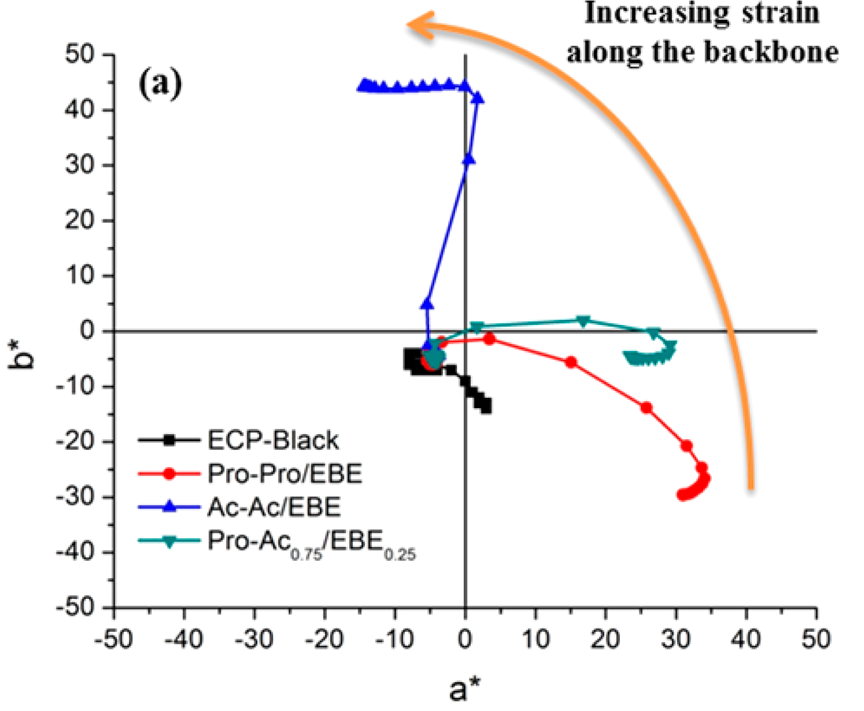 Increasing strain
along the backbone
(a)
50
40
30
20
10
0
-10
-20
-30
-40
-50
b*
ECP-Black
Pro-Pro/EBE
Ac-Ac/EBE
Pro-Ac0.75/EBE0.25
-50 -40 -30 -20 -10 0 10 20 30 40 50
a*